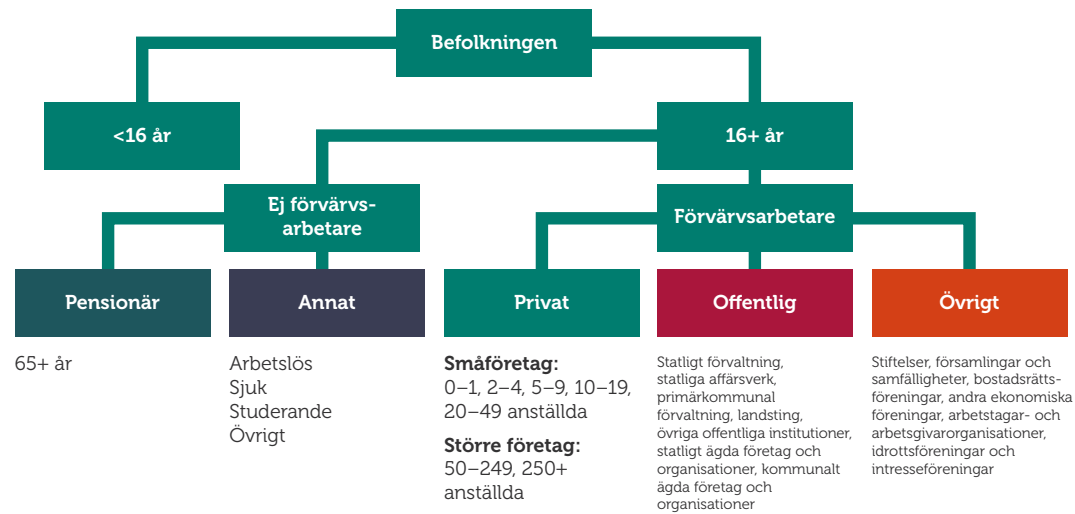 Befolkningen
<16 år
16+ år
Ej förvärvs-
arbetare
Förvärvsarbetare
Pensionär
Annat
Privat
Offentlig
Övrigt
65+ år
Arbetslös
Sjuk
Studerande
Övrigt
Småföretag:
0–1, 2–4, 5–9, 10–19,
20–49 anställda
Större företag:
50–249, 250+
anställda
Statligt förvaltning,
statliga affärsverk,
primärkommunal
förvaltning, landsting,
övriga offentliga institutioner,
statligt ägda företag och
organisationer, kommunalt
ägda företag och
organisationer
Stiftelser, församlingar och
samfälligheter, bostadsrätts-
föreningar, andra ekonomiska
föreningar, arbetstagar- och
arbetsgivarorganisationer,
idrottsföreningar och
intresseföreningar